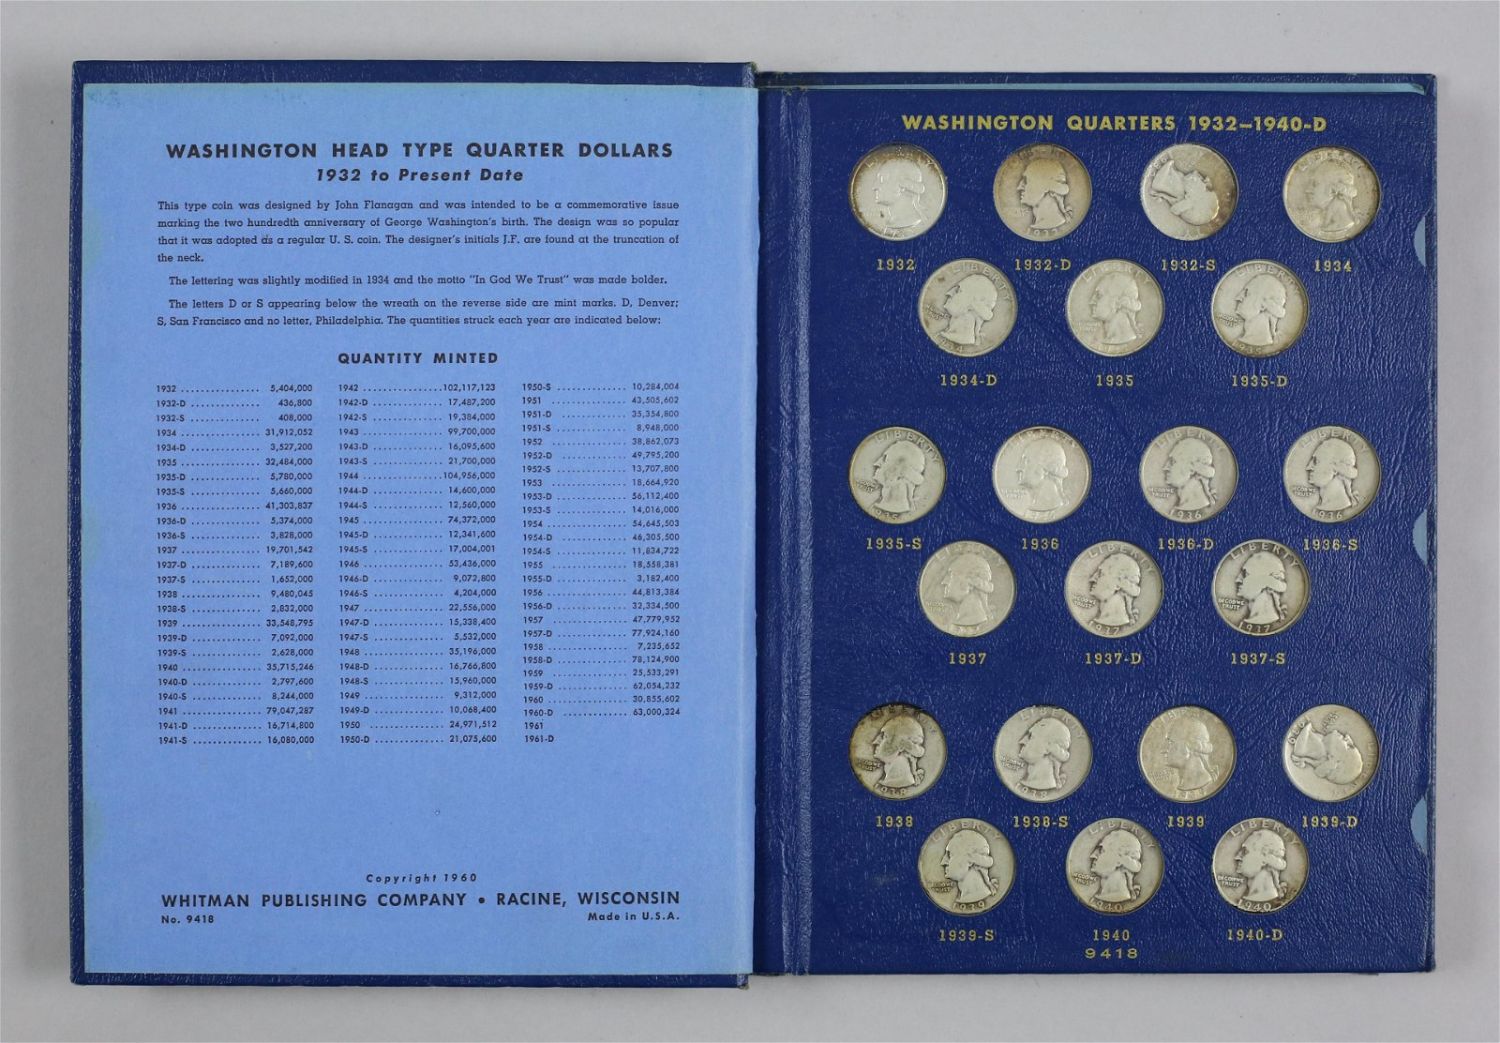 WASHINGTON HEAD TYPE QUARTER DOLLARS
1932 to Present Date
This type coin was designed by John Flanagan and was intended to be a commemorative issue
marking the two hundredth anniversary of George Washington's birth. The design was so popular
that it was adopted as a regular U. S. coin. The designer's initials J.F. are found at the truncation of
the neck.
The lettering was slightly modified in 1934 and the motto "In God We Trust" was made bolder.
The letters D or S appearing below the wreath on the reverse side are mint marks. D, Denver;
S, San Francisco and no letter, Philadelphia. The quantities struck each year are indicated below:
QUANTITY MINTED
1932 ................ 5,404,000
1932-D .............. 436,800
1932-S .............. 408,000
1934 ................ 31,912,052
1934-D .............. 3,527,200
1935 ................ 32,484,000
1935-D .............. 5,780,000
1935-S .............. 5,660,000
1936 ................ 41,303,837
1936-D .............. 5,374,000
1936-S .............. 3,828,000
1937 ................ 19,701,542
1937-D .............. 7,189,600
1937-S .............. 1,652,000
1938 ................ 9,480,045
1938-S .............. 2,832,000
1939 ................ 33,548,795
1939-D .............. 7,092,000
1939-S .............. 2,628,000
1940 ................ 35,715,246
1940-D .............. 2,797,600
1940-S .............. 8,244,000
1941 ................ 79,047,287
1941-D .............. 16,714,800
1941-S .............. 16,080,000
1942 ................ 102,117,123
1942-D .............. 17,487,200
1942-S .............. 19,384,000
1943 ................ 99,700,000
1943-D .............. 16,095,600
1943-S .............. 21,700,000
1944 ................ 104,956,000
1944-D .............. 14,600,000
1944-S .............. 12,560,000
1945 ................ 74,372,000
1945-D .............. 12,341,600
1945-S .............. 17,004,001
1946 ................ 53,436,000
1946-D .............. 9,072,800
1946-S .............. 4,204,000
1947 ................ 22,556,000
1947-D .............. 15,338,400
1947-S .............. 5,532,000
1948 ................ 35,196,000
1948-D .............. 16,766,800
1948-S .............. 15,960,000
1949 ................ 9,312,000
1949-D .............. 10,068,400
1950 ................ 24,971,512
1950-D .............. 21,075,600
1950-S .............. 10,284,004
1951 ................ 43,505,602
1951-D .............. 35,354,800
1951-S .............. 8,948,000
1952 ................ 38,862,073
1952-D .............. 49,795,200
1952-S .............. 13,707,800
1953 ................ 18,664,920
1953-D .............. 56,112,400
1953-S .............. 14,016,000
1954 ................ 54,645,503
1954-D .............. 46,305,500
1954-S .............. 11,834,722
1955 ................ 18,558,381
1955-D .............. 3,182,400
1956 ................ 44,813,384
1956-D .............. 32,334,500
1957 ................ 47,779,952
1957-D .............. 77,924,160
1958 ................ 7,235,652
1958-D .............. 78,124,900
1959 ................ 25,533,291
1959-D .............. 62,054,232
1960 ................ 30,855,602
1960-D .............. 63,000,324
1961
1961-D
Copyright 1960
WHITMAN PUBLISHING COMPANY • RACINE, WISCONSIN
No. 9418 Made in U.S.A.
WASHINGTON QUARTERS 1932-1940-D
1932 1932-D 1932-S 1934
1934-D 1935 1935-D
1935-S 1936 1936-D 1936-S
1937 1937-D 1937-S
1938 1938-S 1939 1939-D
1939-S 1940 1940-D
9418